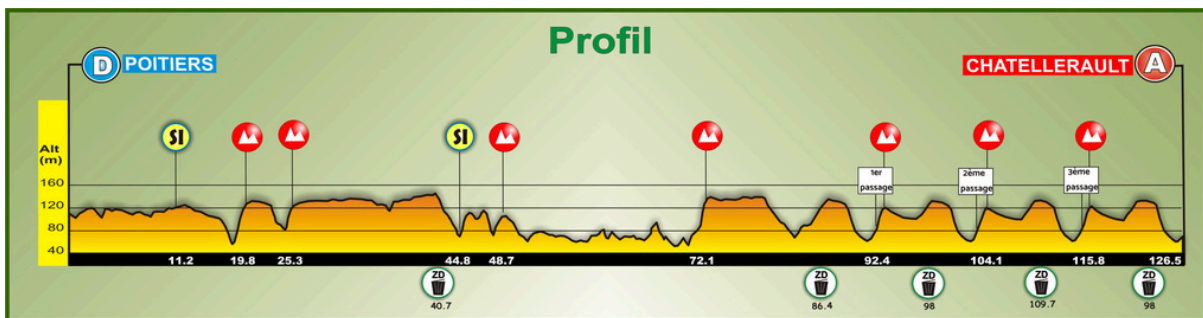 Profil
D POITIERS
CHATELLERAULT A
SI
SI
Alt
(m)
160
120
80
40
1er
passage
2ème
passage
3ème
passage
11.2 19.8 25.3 44.8 48.7 72.1 92.4 104.1 115.8 126.5
ZD ZD ZD ZD ZD
40.7 86.4 98 109.7 98